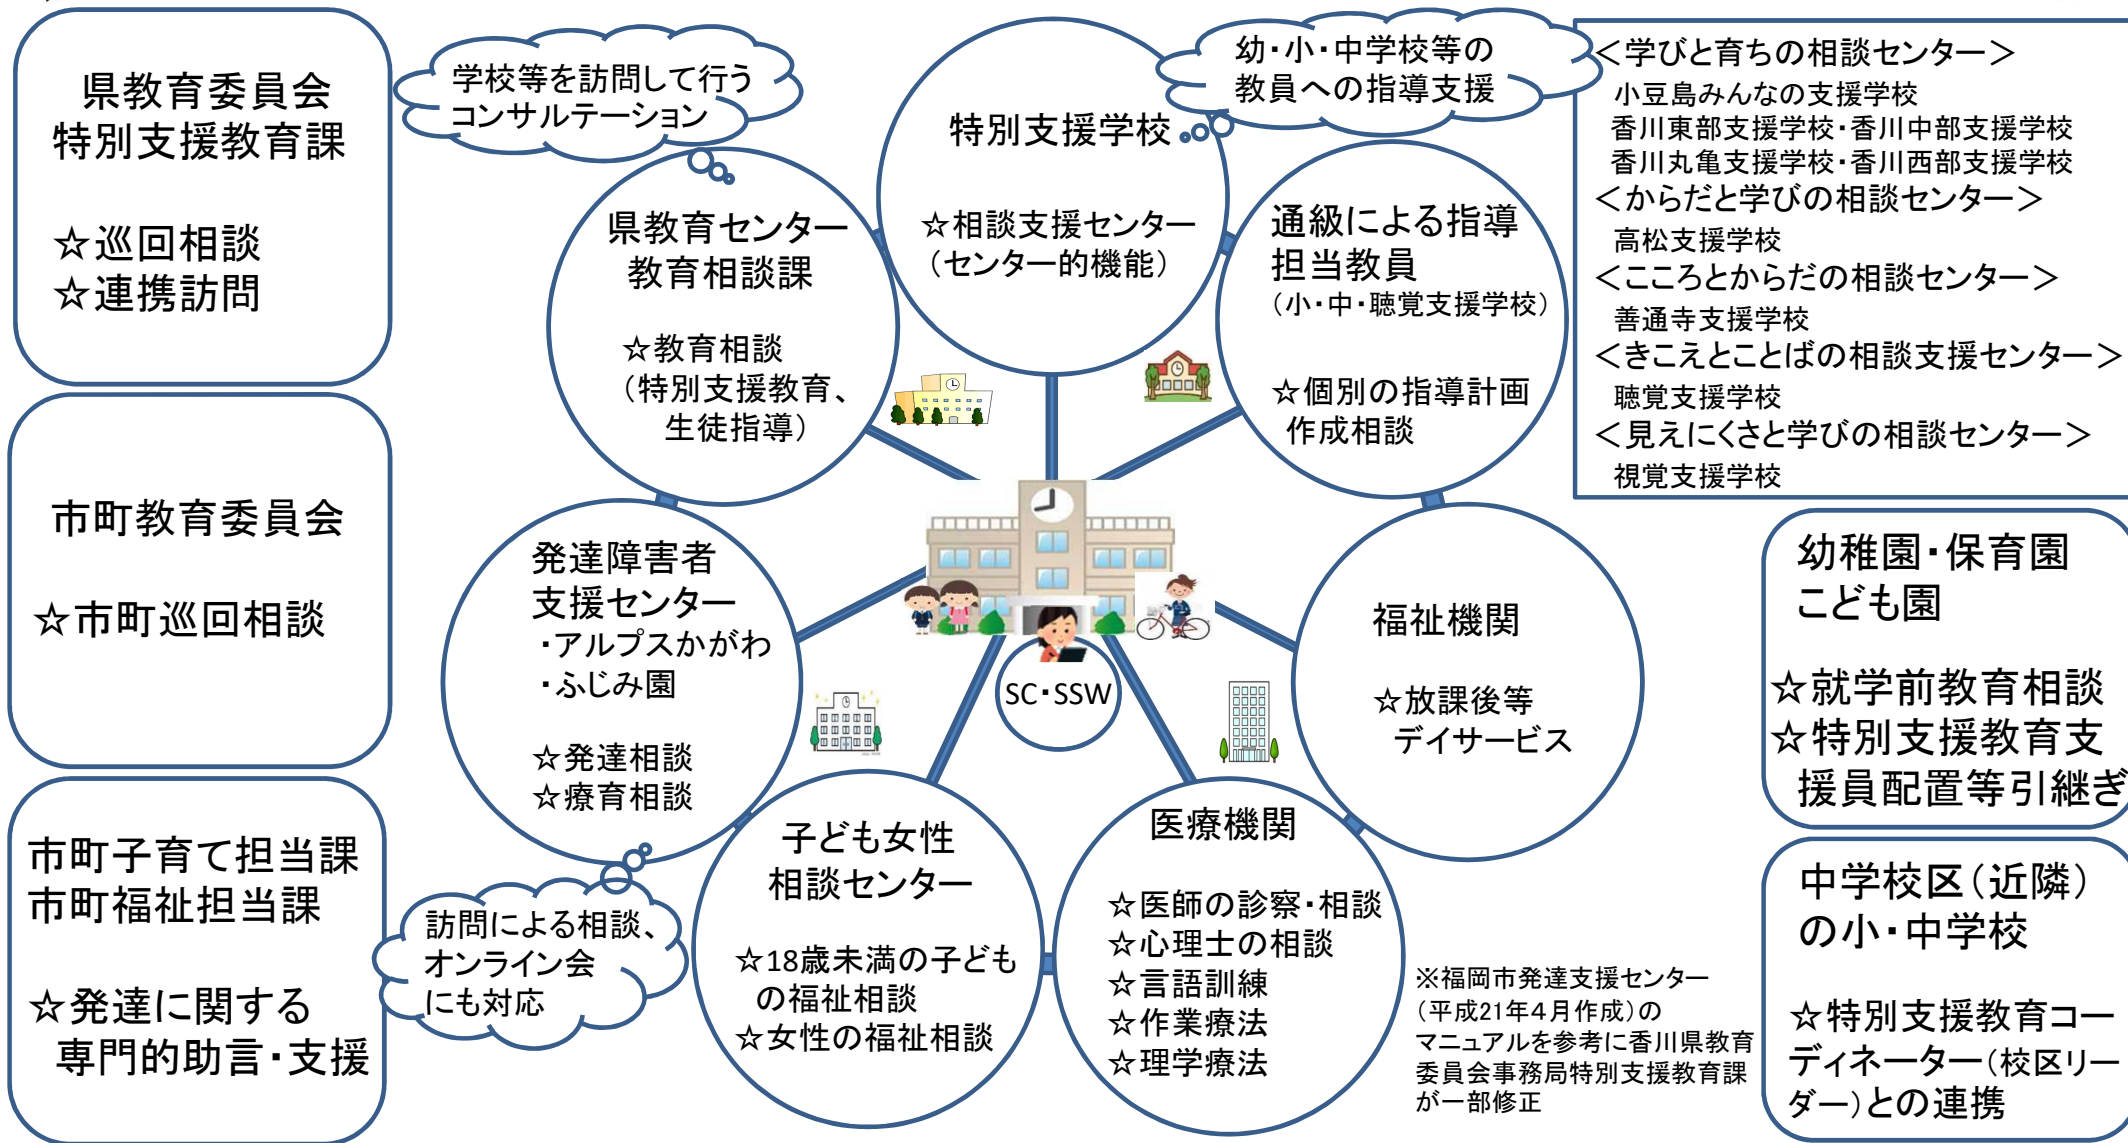 県教育委員会
特別支援教育課
☆巡回相談
☆連携訪問
市町教育委員会
☆市町巡回相談
市町子育て担当課
市町福祉担当課
☆発達に関する
専門的助言・支援
学校等を訪問して行う
コンサルテーション
県教育センター
教育相談課
☆教育相談
(特別支援教育、
生徒指導)
特別支援学校
☆相談支援センター
(センター的機能)
幼・小・中学校等の
教員への指導支援
通級による指導
担当教員
(小・中・聴覚支援学校)
☆個別の指導計画
作成相談
発達障害者
支援センター
・アルプスかがわ
・ふじみ園
☆発達相談
☆療育相談
訪問による相談、
オンライン会
にも対応
子ども女性
相談センター
☆18歳未満の子ども
の福祉相談
☆女性の福祉相談
SC・SSW
医療機関
☆医師の診察・相談
☆心理士の相談
☆言語訓練
☆作業療法
☆理学療法
福祉機関
☆放課後等
デイサービス
<学びと育ちの相談センター>
小豆島みんなの支援学校
香川東部支援学校・香川中部支援学校
香川丸亀支援学校・香川西部支援学校
<からだと学びの相談センター>
高松支援学校
<こころとからだの相談センター>
善通寺支援学校
<きこえとことばの相談支援センター>
聴覚支援学校
<見えにくさと学びの相談センター>
視覚支援学校
幼稚園・保育園
こども園
☆就学前教育相談
☆特別支援教育支
援員配置等引継ぎ
中学校区(近隣)
の小・中学校
☆特別支援教育コー
ディネーター(校区リー
ダー)との連携
※福岡市発達支援センター
(平成21年4月作成)の
マニュアルを参考に香川県教育
委員会事務局特別支援教育課
が一部修正